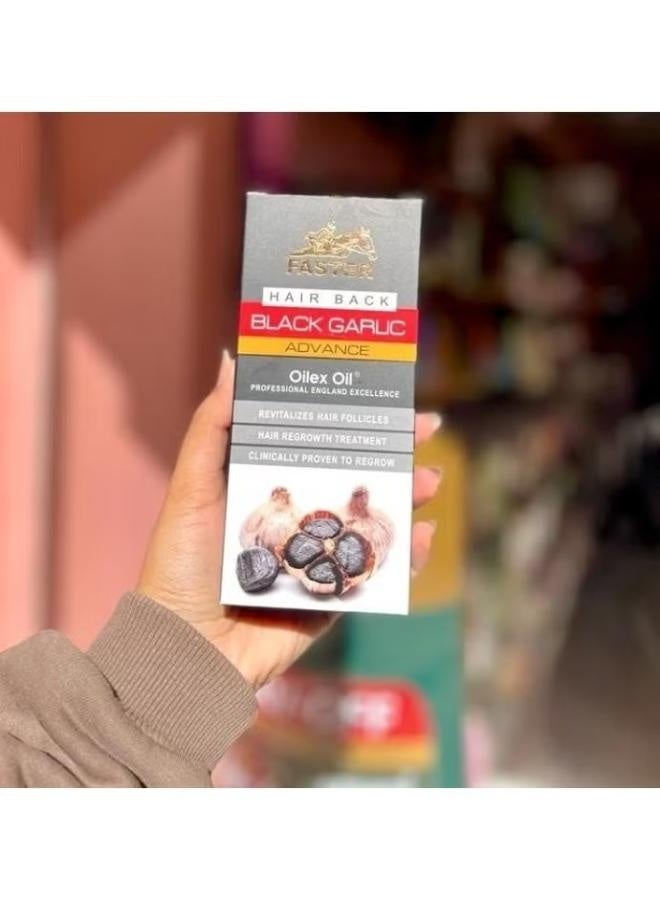 FASTER
HAIR BACK
BLACK GARLIC
ADVANCE
Oilex Oil®
PROFESSIONAL ENGLAND EXCELLENCE
REVITALIZES HAIR FOLLICLES
HAIR REGROWTH TREATMENT
CLINICALLY PROVEN TO REGROW